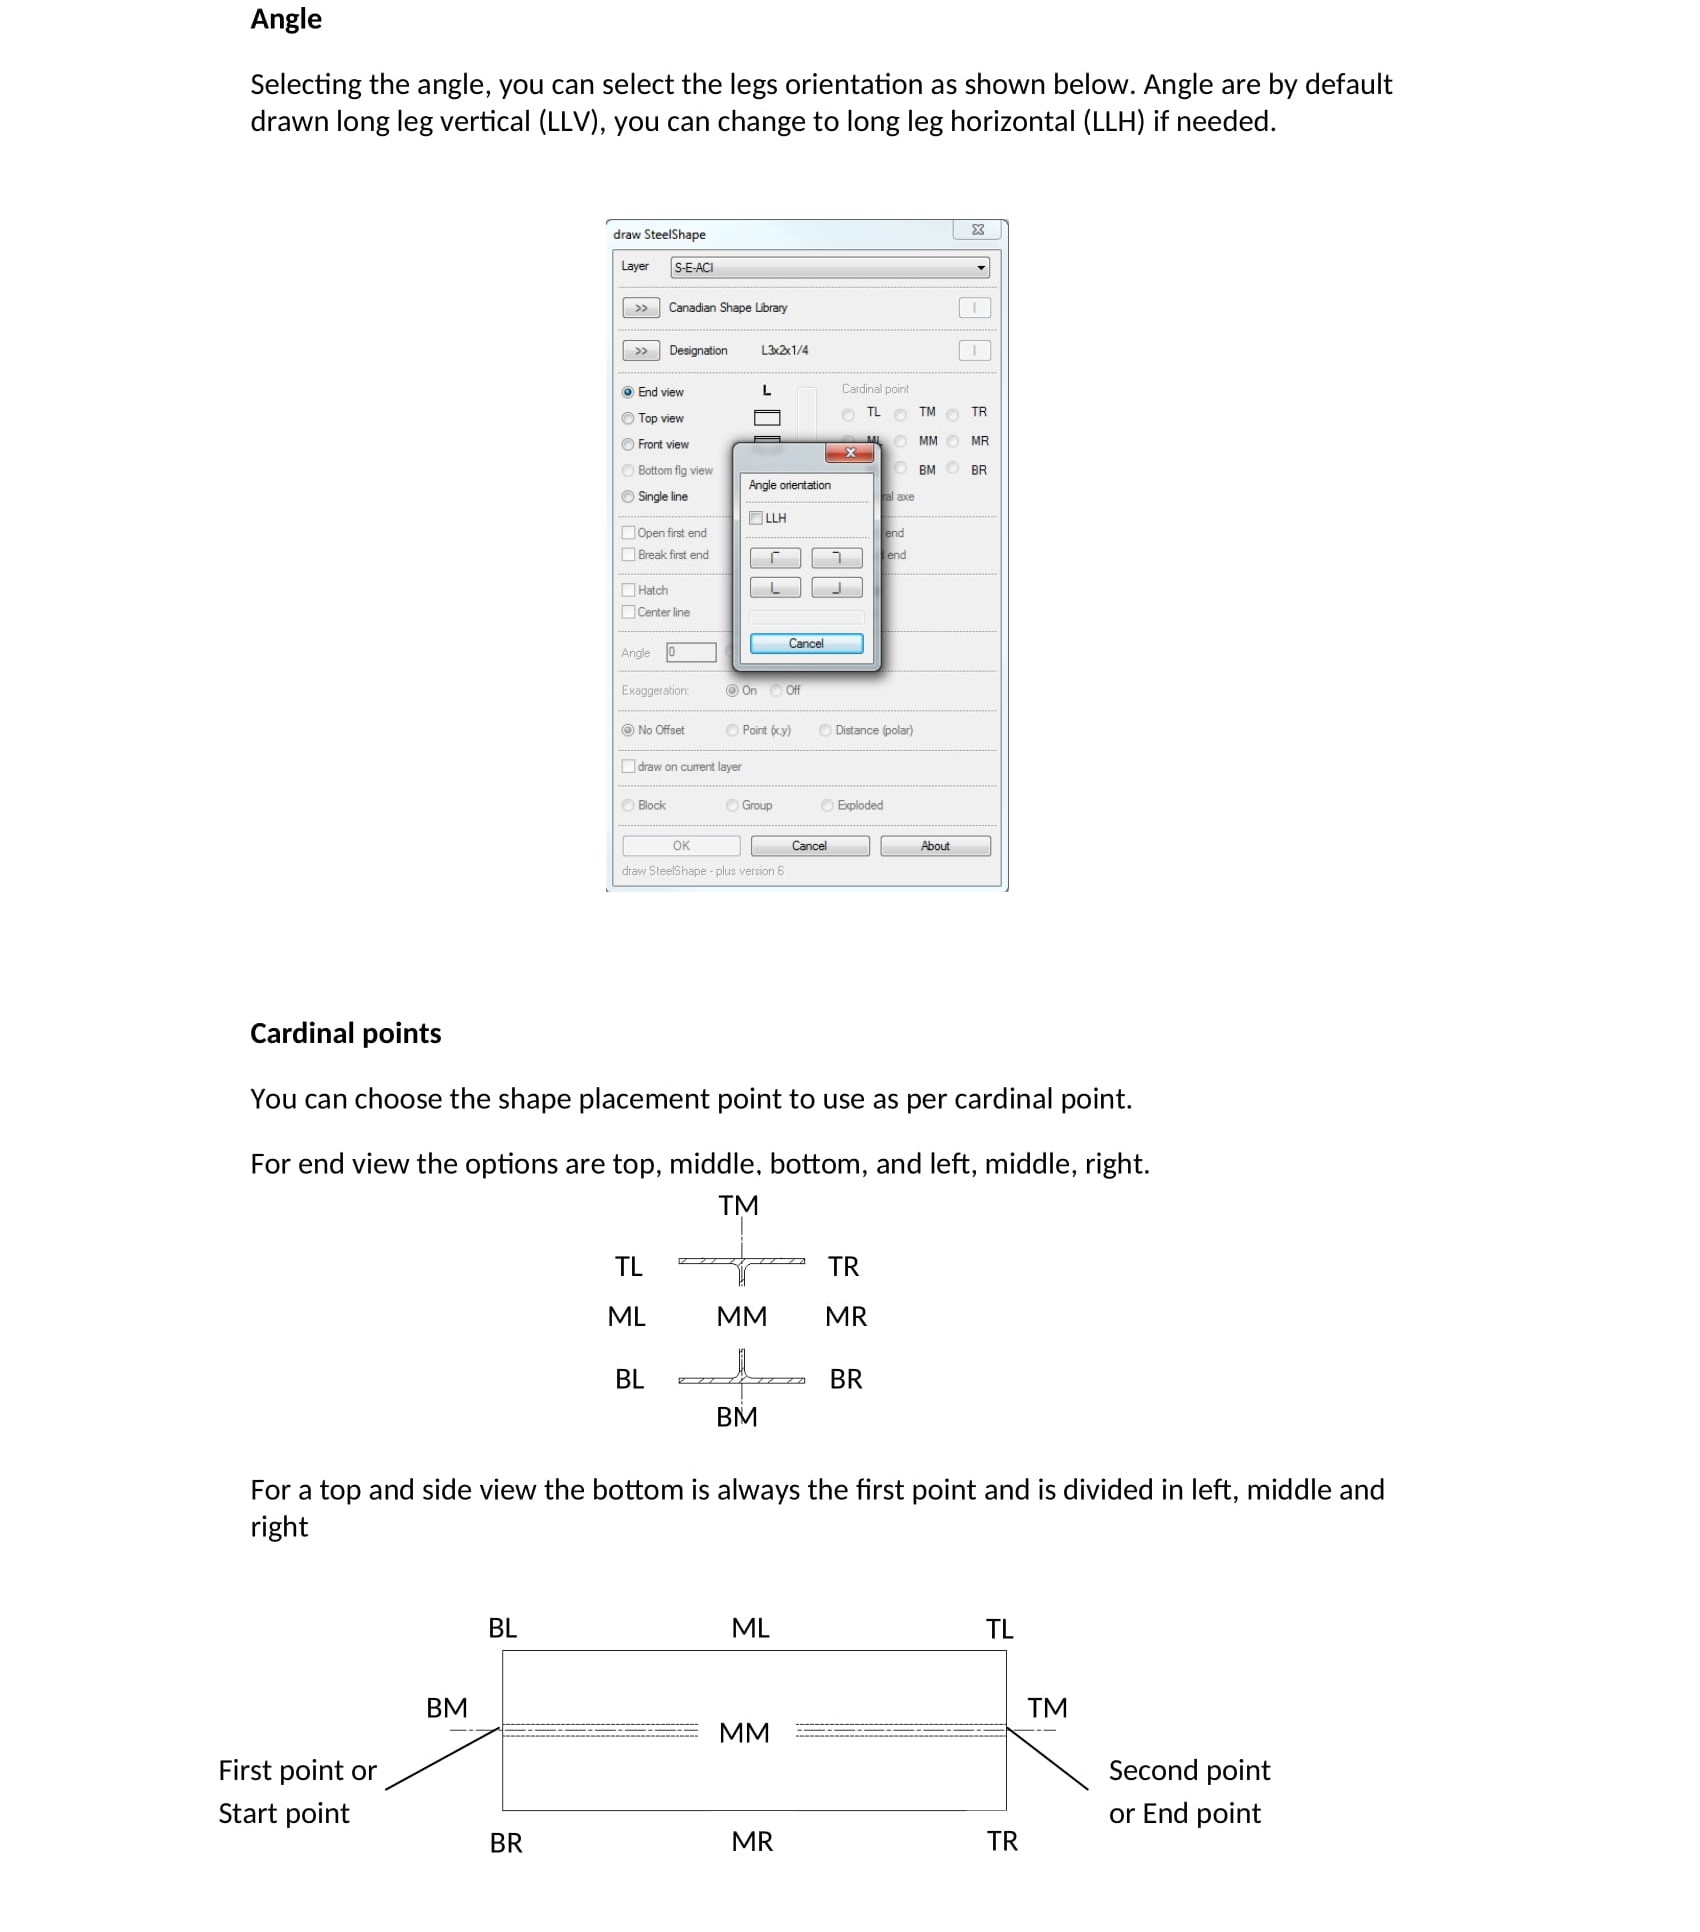 Angle
Selecting the angle, you can select the legs orientation as shown below. Angle are by default
drawn long leg vertical (LLV), you can change to long leg horizontal (LLH) if needed.
draw SteelShape
Layer S-E-ACI
>> Canadian Shape Library I
>> Designation L3x2x1/4 I
End view L Cardinal point
Top view TL TM TR
Front view ML MM MR
Bottom flg view BM BR
Single line
Angle orientation
LLH
Cancel
axe
Open first end end
Break first end end
Hatch
Center line
Angle 0
Exaggeration: On Off
No Offset Point (x,y) Distance (polar)
draw on current layer
Block Group Exploded
OK Cancel About
draw SteelShape - plus version 6
Cardinal points
You can choose the shape placement point to use as per cardinal point.
For end view the options are top, middle, bottom, and left, middle, right.
TM
TL TR
ML MM MR
BL BR
BM
For a top and side view the bottom is always the first point and is divided in left, middle and
right
BL ML TL
BM TM
MM
First point or Second point
Start point or End point
BR MR TR